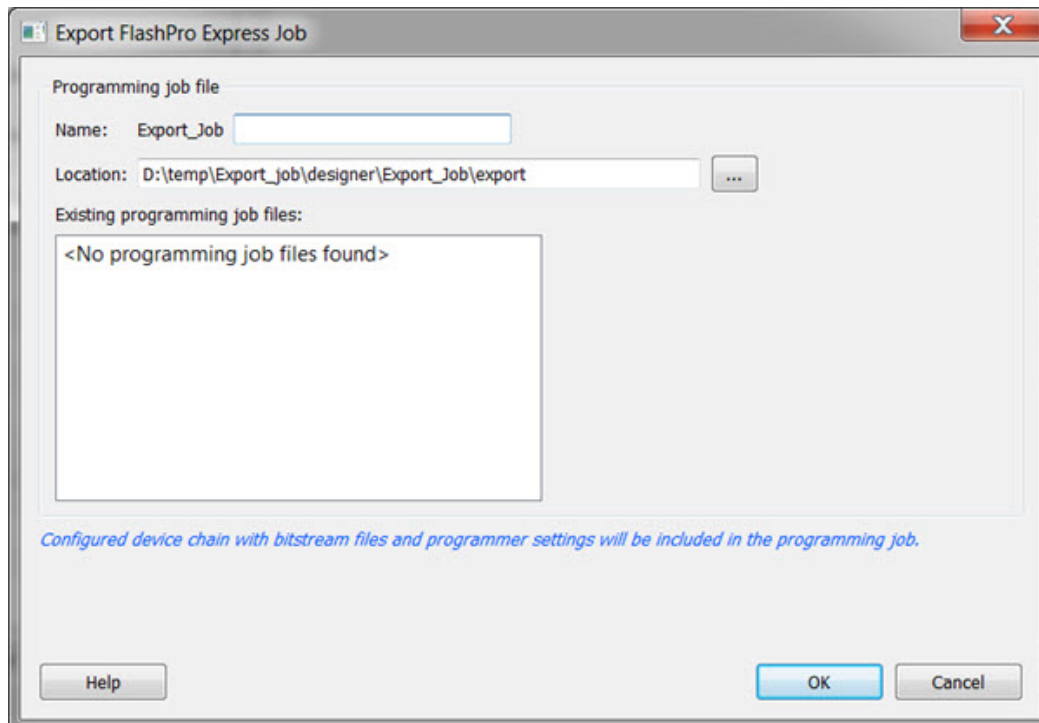 Export FlashPro Express Job
Programming job file
Name: Export_Job
Location: D:\temp\Export_job\designer\Export_Job\export ...
Existing programming job files:
<No programming job files found>
Configured device chain with bitstream files and programmer settings will be included in the programming job.
Help OK Cancel